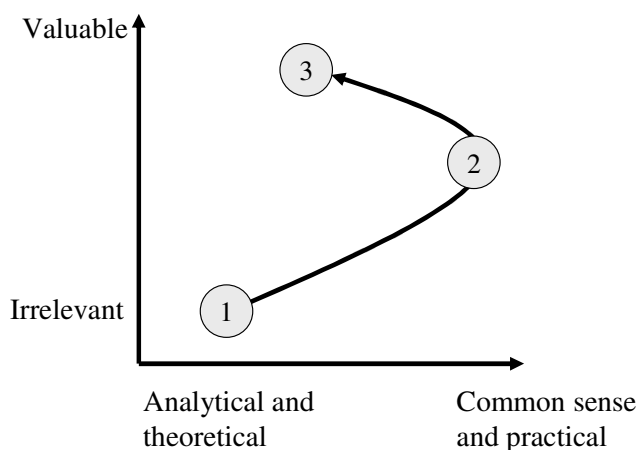 Valuable
3
2
Irrelevant
1
Analytical and
theoretical
Common sense
and practical